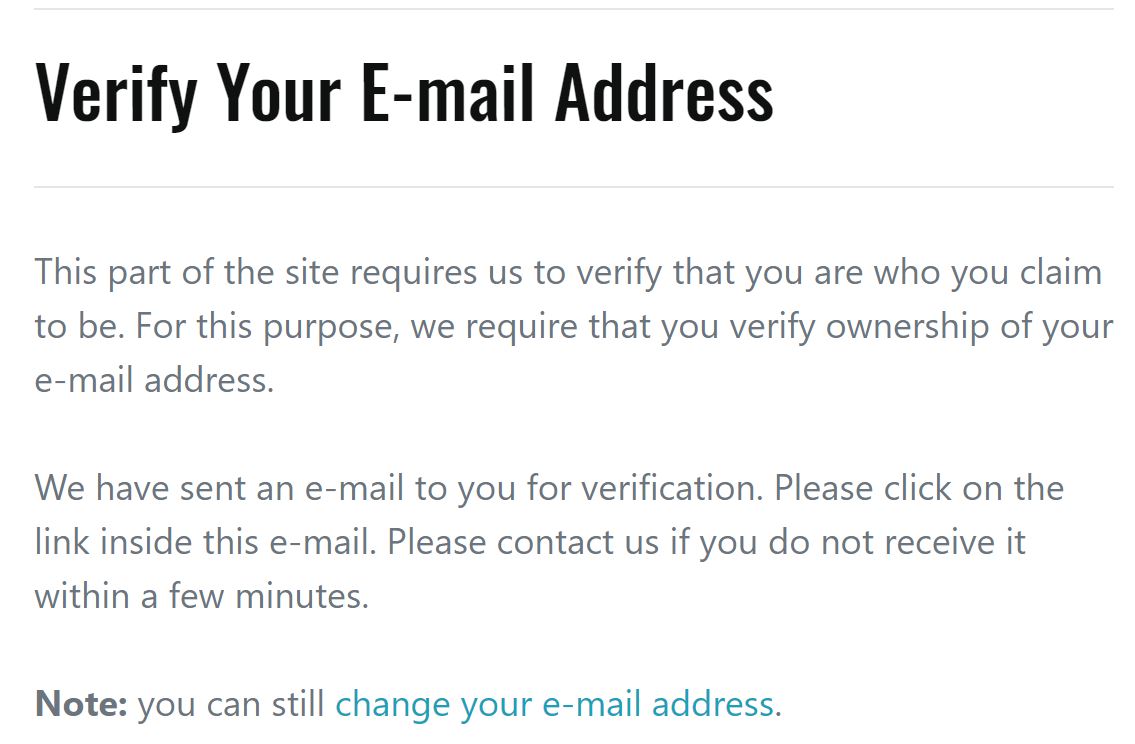 Verify Your E-mail Address
This part of the site requires us to verify that you are who you claim
to be. For this purpose, we require that you verify ownership of your
e-mail address.
We have sent an e-mail to you for verification. Please click on the
link inside this e-mail. Please contact us if you do not receive it
within a few minutes.
Note: you can still change your e-mail address.